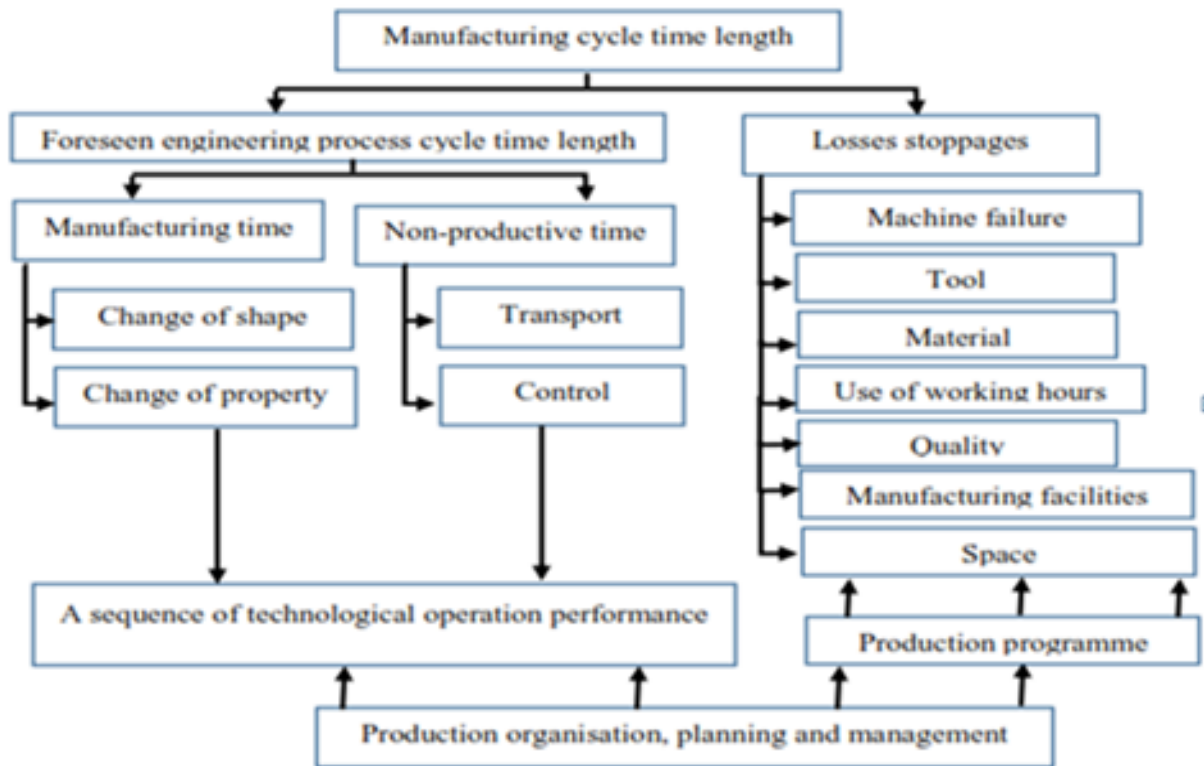 Manufacturing cycle time length
Foreseen engineering process cycle time length
Losses stoppages
Manufacturing time
Non-productive time
Machine failure
Change of shape
Transport
Tool
Material
Change of property
Control
Use of working hours
Quality
Manufacturing facilities
Space
A sequence of technological operation performance
Production programme
Production organisation, planning and management